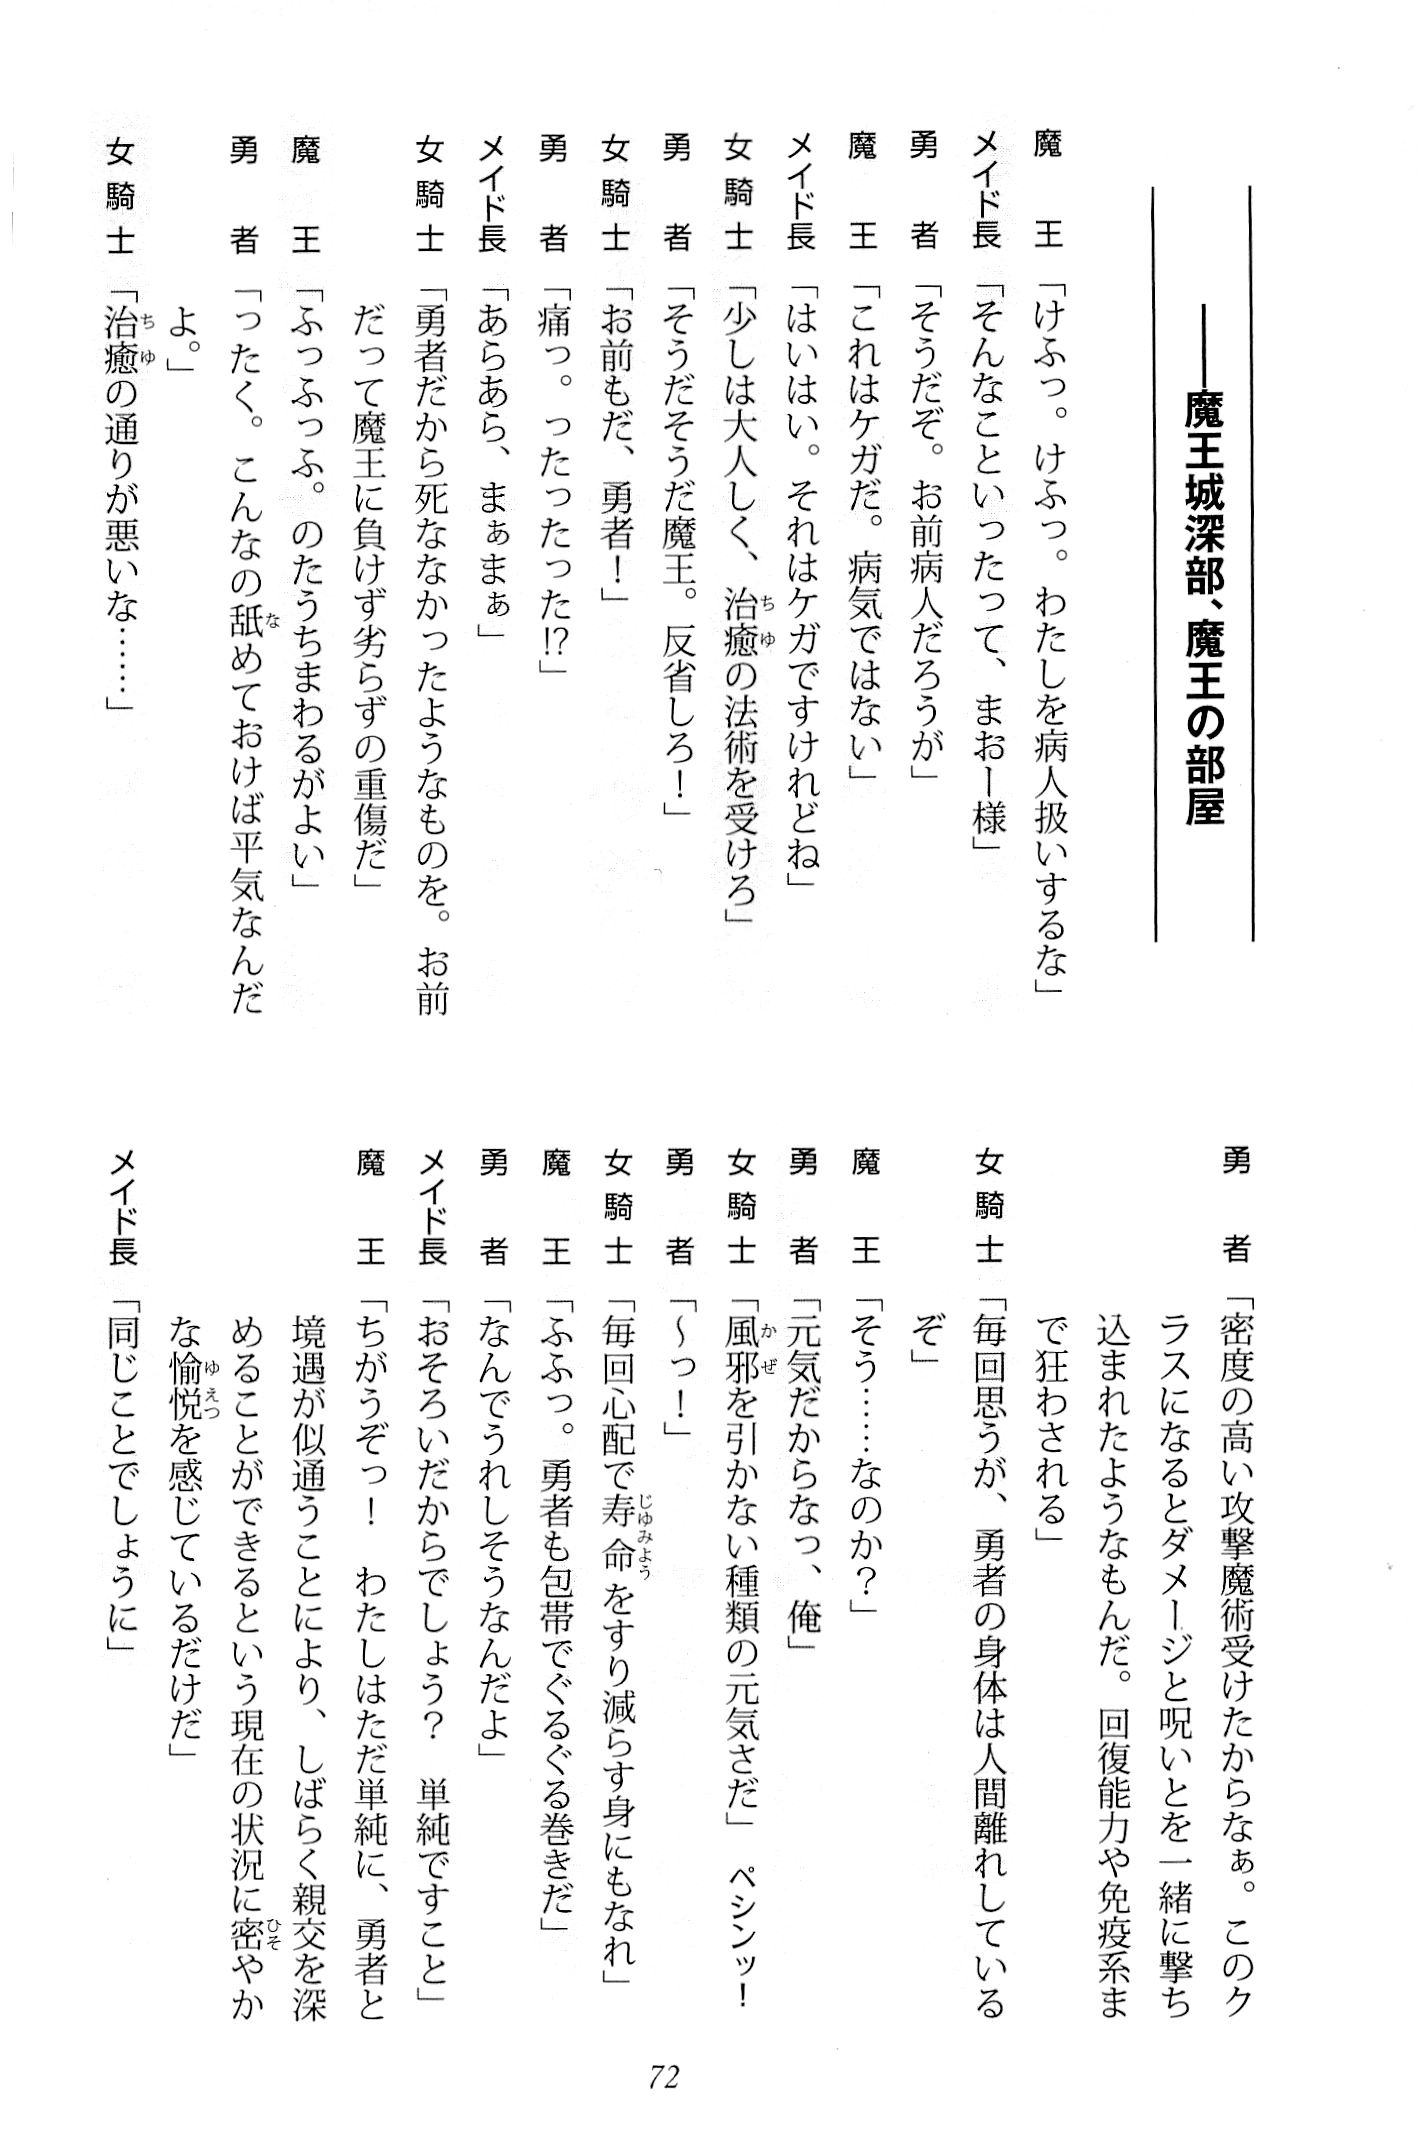 ――魔王城深部、魔王の部屋
魔王「けふっ。けふっ。わたしを病人扱いするな」
メイド長「そんなこといったって、まおー様」
勇者「そうだぞ。お前病人だろうが」
魔王「これはケガだ。病気ではない」
メイド長「はいはい。それはケガですけれどね」
女騎士「少しは大人しく、治癒の法術を受けろ」
勇者「そうだそうだ魔王。反省しろ！」
女騎士「お前もだ、勇者！」
勇者「痛っ。ったったった!?」
メイド長「あらあら、まぁまぁ」
女騎士「勇者だから死ななかったようなものを。お前
だって魔王に負けず劣らずの重傷だ」
魔王「ふっふっふ。のたうちまわるがよい」
勇者「ったく。こんなの舐めておけば平気なんだ
よ。」
女騎士「治癒の通りが悪いな……」
勇者「密度の高い攻撃魔術受けたからなぁ。このク
ラスになるとダメージと呪いとを一緒に撃ち
込まれたようなもんだ。回復能力や免疫系ま
で狂わされる」
女騎士「毎回思うが、勇者の身体は人間離れしている
ぞ」
魔王「そう……なのか？」
勇者「元気だからなっ、俺」
女騎士「風邪を引かない種類の元気さだ」　ペシンッ！
勇者「～っ！」
女騎士「毎回心配で寿命をすり減らす身にもなれ」
魔王「ふふっ。勇者も包帯でぐるぐる巻きだ」
勇者「なんでうれしそうなんだよ」
メイド長「おそろいだからでしょう？　単純ですこと」
魔王「ちがうぞっ！　わたしはただ単純に、勇者と
境遇が似通うことにより、しばらく親交を深
めることができるという現在の状況に密やか
な愉悦を感じているだけだ」
メイド長「同じことでしょうに」
72